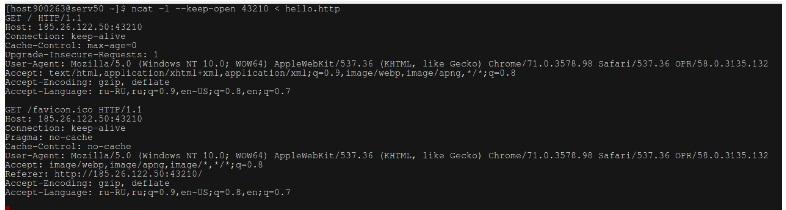 [host900263@serv50 ~]$ ncat -l --keep-open 43210 < hello.http
GET / HTTP/1.1
Host: 185.26.122.50:43210
Connection: keep-alive
Cache-Control: max-age=0
Upgrade-Insecure-Requests: 1
User-Agent: Mozilla/5.0 (Windows NT 10.0; WOW64) AppleWebKit/537.36 (KHTML, like Gecko) Chrome/71.0.3578.98 Safari/537.36 OPR/58.0.3135.132
Accept: text/html,application/xhtml+xml,application/xml;q=0.9,image/webp,image/apng,*/*;q=0.8
Accept-Encoding: gzip, deflate
Accept-Language: ru-RU,ru;q=0.9,en-US;q=0.8,en;q=0.7

GET /favicon.ico HTTP/1.1
Host: 185.26.122.50:43210
Connection: keep-alive
Pragma: no-cache
Cache-Control: no-cache
User-Agent: Mozilla/5.0 (Windows NT 10.0; WOW64) AppleWebKit/537.36 (KHTML, like Gecko) Chrome/71.0.3578.98 Safari/537.36 OPR/58.0.3135.132
Accept: image/webp,image/apng,image/*,*/*;q=0.8
Referer: http://185.26.122.50:43210/
Accept-Encoding: gzip, deflate
Accept-Language: ru-RU,ru;q=0.9,en-US;q=0.8,en;q=0.7